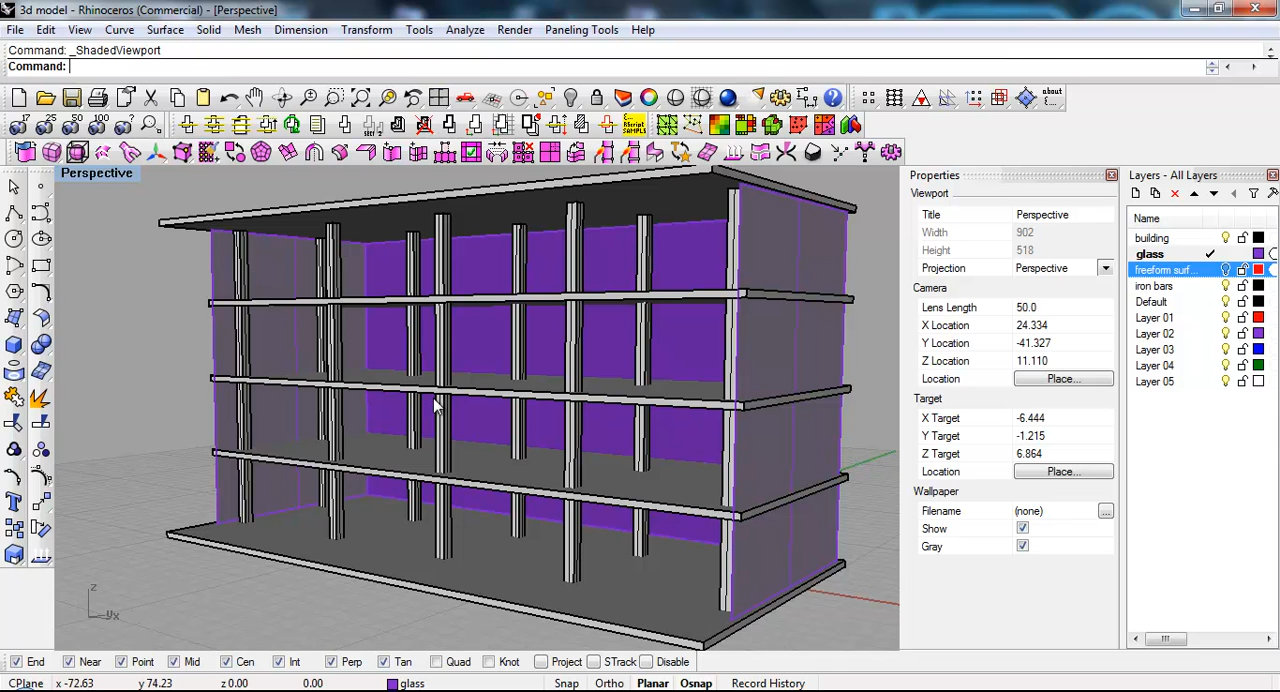 3d model - Rhinoceros (Commercial) - [Perspective]
File Edit View Curve Surface Solid Mesh Dimension Transform Tools Analyze Render Paneling Tools Help
Command: _ShadedViewport
Command:
about
17 25 50 100
SAMPLE
Perspective
Properties
Viewport
Title Perspective
Width 902
Height 518
Projection Perspective
Camera
Lens Length 50.0
X Location 24.334
Y Location -41.327
Z Location 11.110
Location Place...
Target
X Target -6.444
Y Target -1.215
Z Target 6.864
Location Place...
Wallpaper
Filename (none) ...
Show
Gray
Layers - All Layers
Name
building
glass
freeform surf...
iron bars
Default
Layer 01
Layer 02
Layer 03
Layer 04
Layer 05
z
y x
End Near Point Mid Cen Int Perp Tan Quad Knot Project STrack Disable
CPlane x -72.63 y 74.23 z 0.00 0.00 glass Snap Ortho Planar Osnap Record History